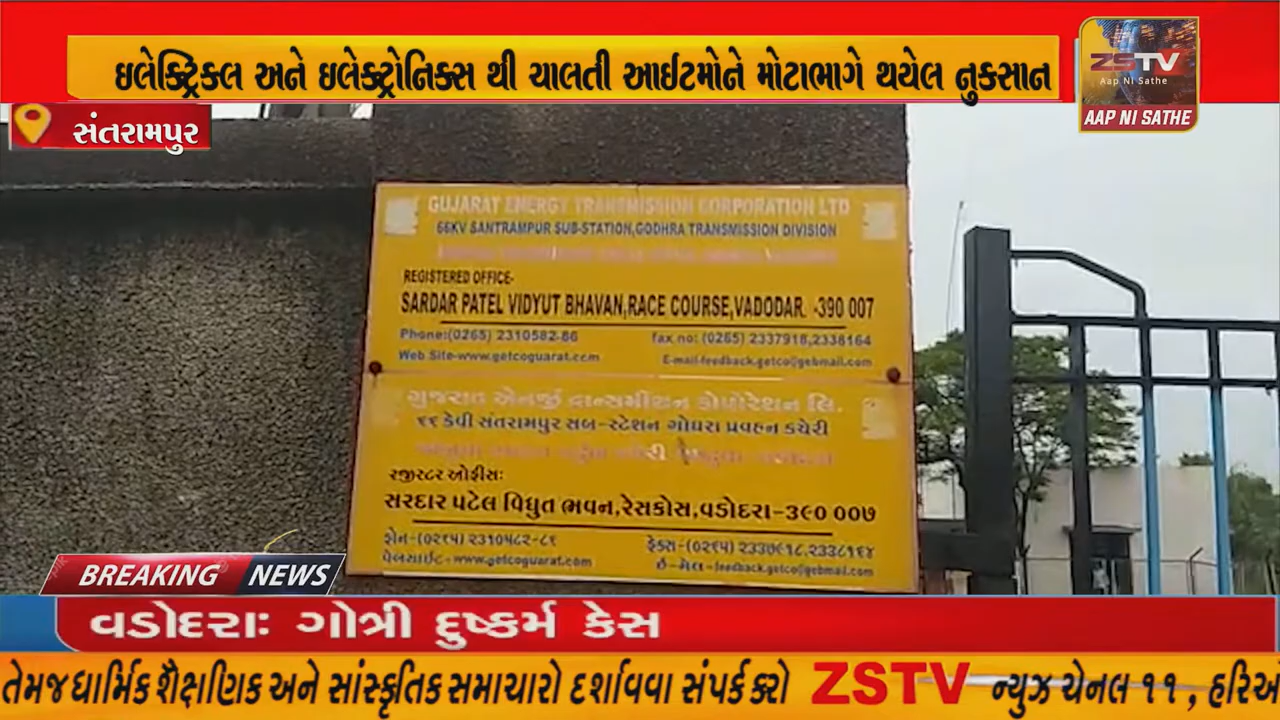 ઇલેક્ટ્રિકલ અને ઇલેક્ટ્રોનિક્સ થી ચાલતી આઈટમોને મોટાભાગે થયેલ નુકસાન
ZSTV
Aap Ni Sathe
AAP NI SATHE
સંતરામપુર
GUJARAT ENERGY TRANSMISSION CORPORATION LTD
66KV SANTRAMPUR SUB-STATION,GODHRA TRANSMISSION DIVISION
REGISTERED OFFICE-
SARDAR PATEL VIDYUT BHAVAN,RACE COURSE,VADODAR. -390 007
Phone:(0265) 2310582-86 fax no: (0265) 2337918,2338164
Web Site-www.getcoguarat.com E-mail-feedback.getco@gebmail.com
ગુજરાત એનર્જી ટ્રાન્સમીશન કોર્પોરેશન લિ.
૬૬ કેવી સંતરામપુર સબ-સ્ટેશન ગોધરા પ્રવહન કચેરી
રજીસ્ટર ઓફીસઃ
સરદાર પટેલ વિધુત ભવન,રેસકોસ,વડોદરા-૩૯૦ ૦૦૭
ફોન-(૦૨૬૫) ૨૩૧૦૫૮૨-૮૬ ફેક્સ-(૦૨૬૫) ૨૩૩૭૯૧૮,૨૩૩૮૧૬૪
વેબસાઈટ- www.getcoguarat.com ઈ-મેલ-feedback.getco@gebmail.com
BREAKING NEWS
વડોદરાઃ ગોત્રી દુષ્કર્મ કેસ
તેમજ ધાર્મિક શૈક્ષણિક અને સાંસ્કૃતિક સમાચારો દર્શાવવા સંપર્ક કરો ZSTV ન્યુઝ ચેનલ ૧૧ , હરિઓ